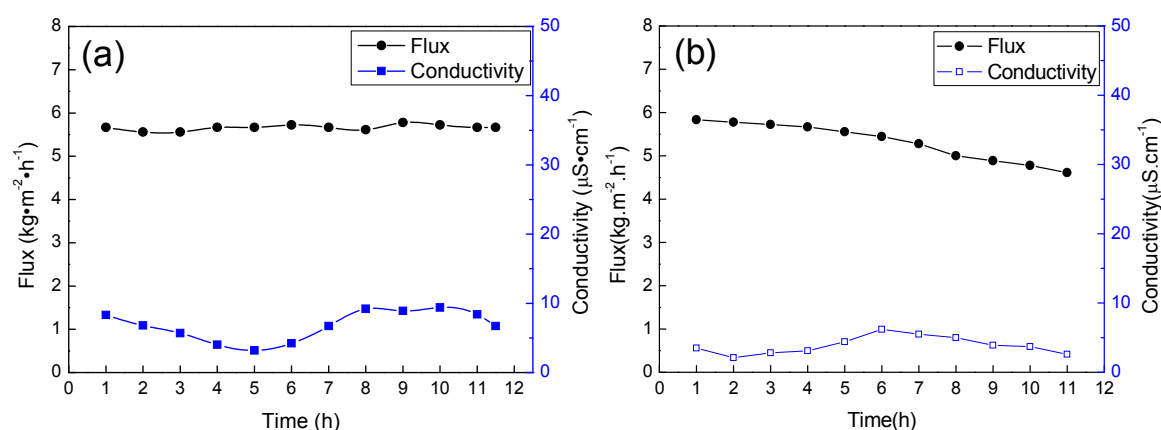 (a)
Flux
Conductivity
Flux (kg•m⁻²•h⁻¹)
8
7
6
5
4
3
2
1
0
50
40
30
20
10
0
Conductivity (μS•cm⁻¹)
0 1 2 3 4 5 6 7 8 9 10 11 12
Time (h)
(b)
Flux
Conductivity
Flux(kg.m⁻².h⁻¹)
8
7
6
5
4
3
2
1
0
50
40
30
20
10
0
Conductivity(μS.cm⁻¹)
0 1 2 3 4 5 6 7 8 9 10 11 12
Time(h)